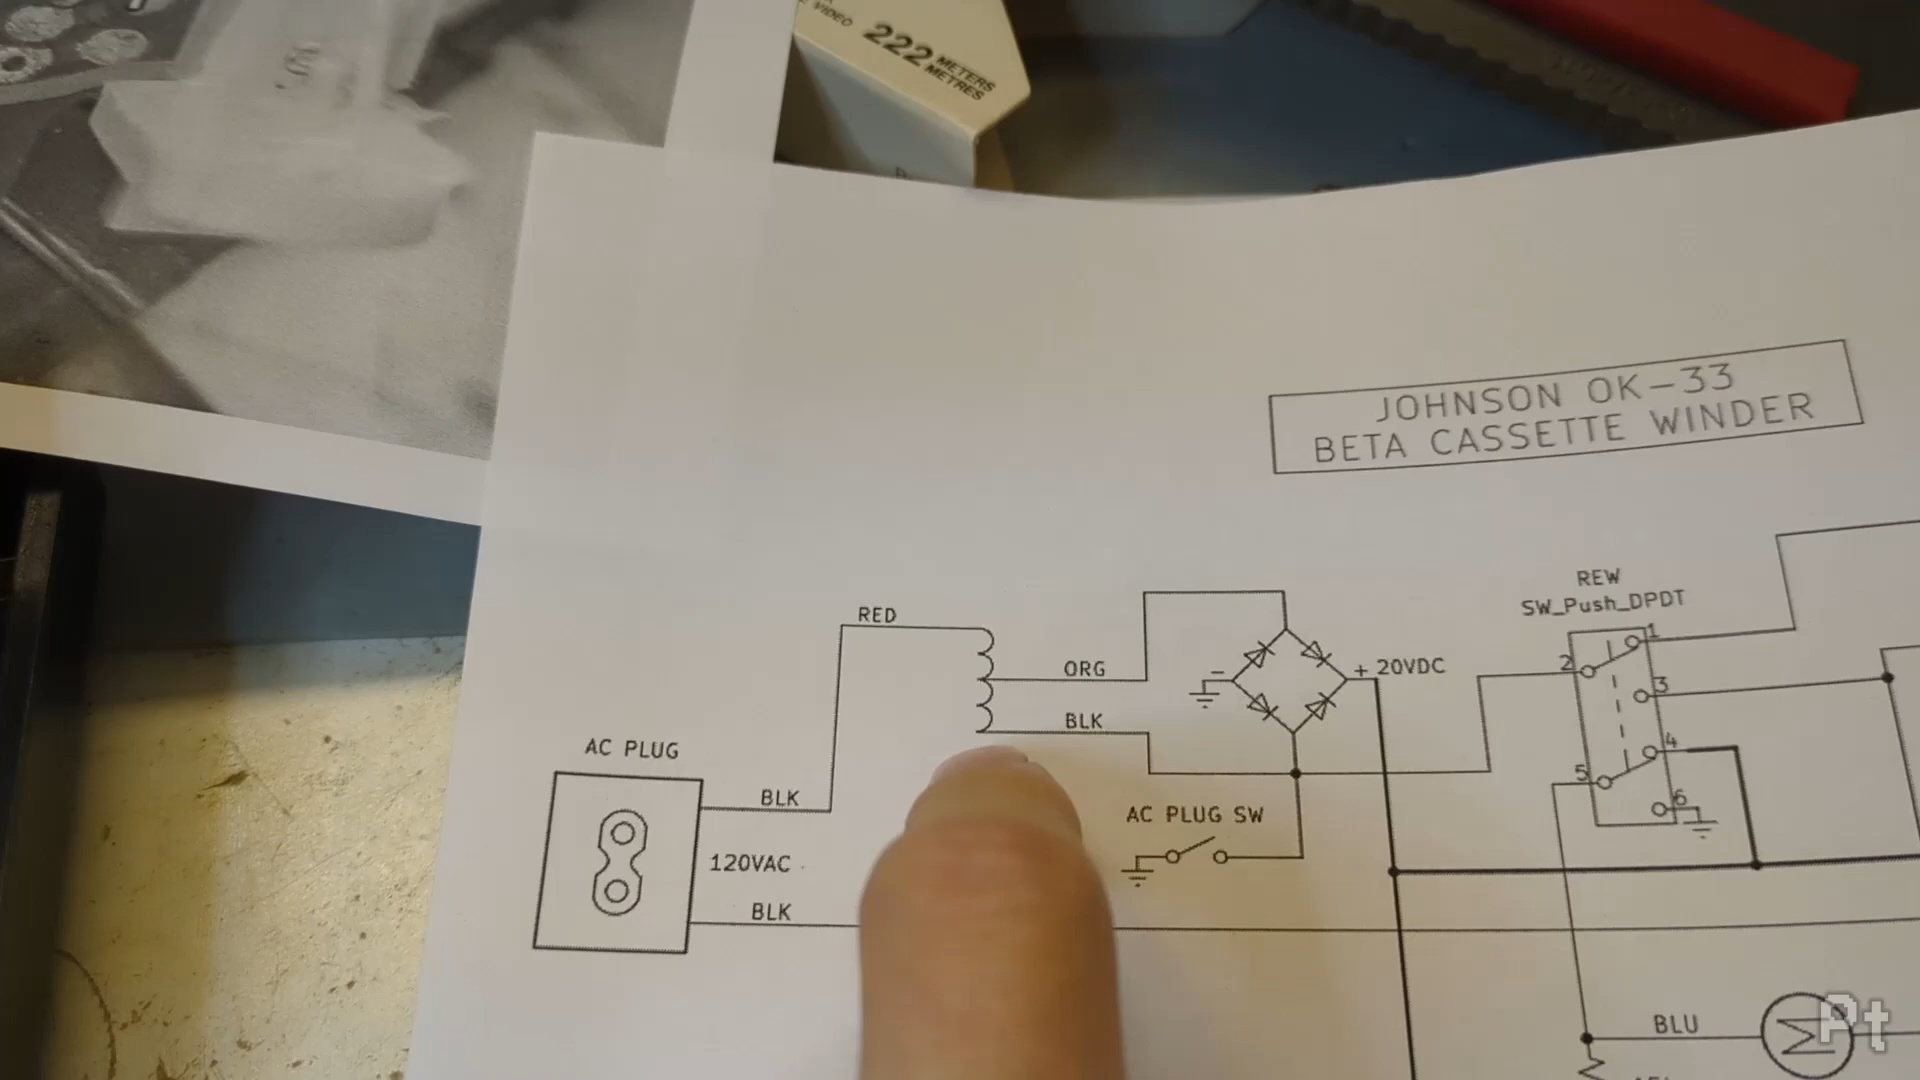 VIDEO
222 METERS
METRES
JOHNSON OK-33
BETA CASSETTE WINDER
REW
SW_Push_DPDT
RED
1
2
ORG
- + 20VDC
3
BLK
4
AC PLUG
5
BLK
AC PLUG SW
6
120VAC
BLK
BLU
Pt